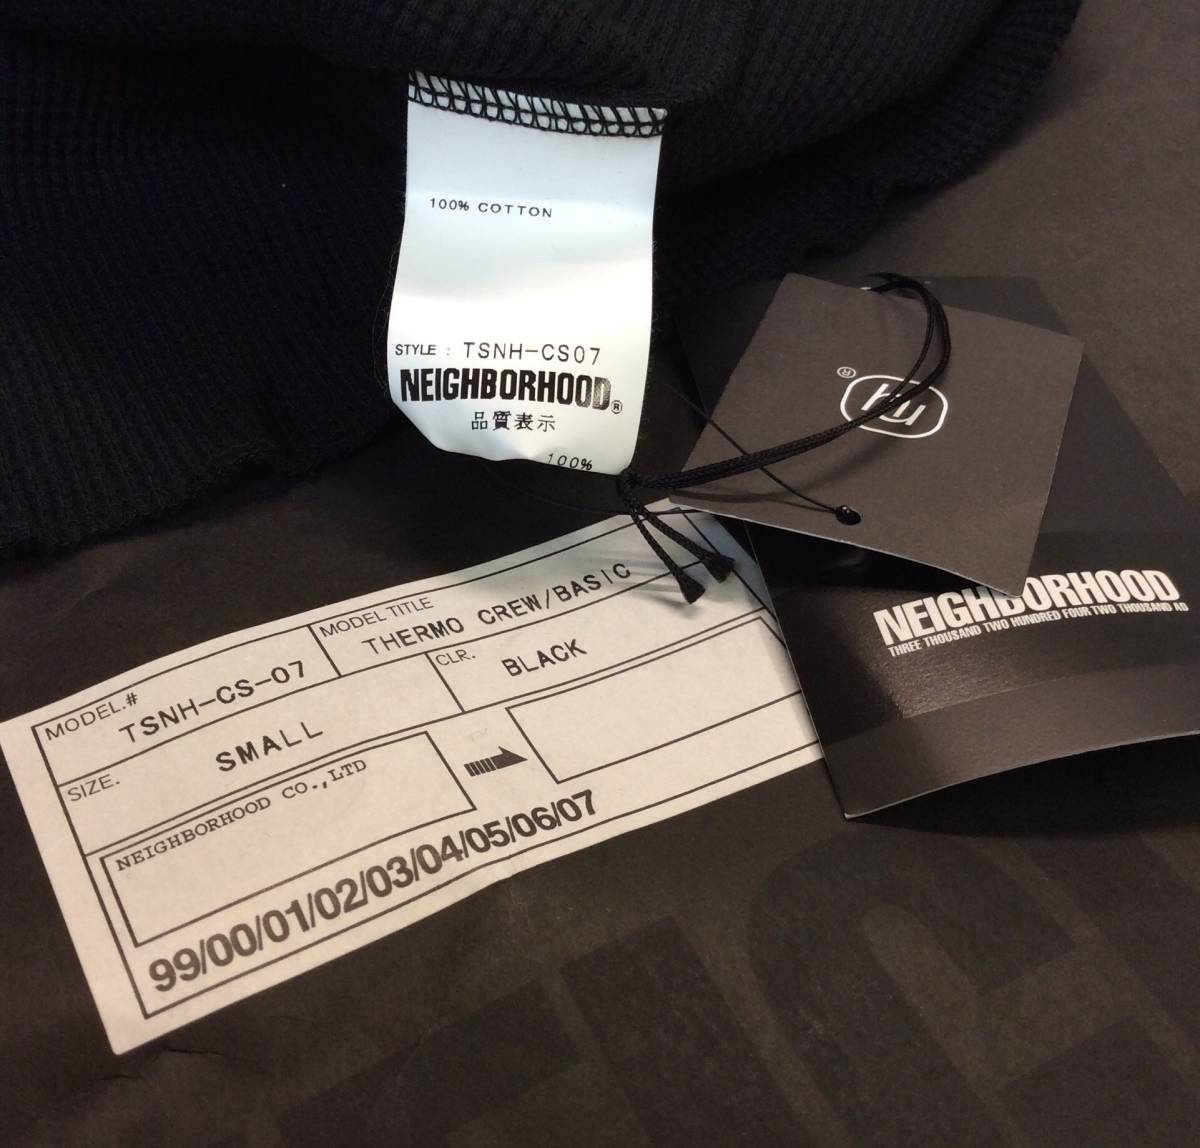 100% COTTON
STYLE : TSNH-CS07
NEIGHBORHOOD®
品質表示
100%
®
NEIGHBORHOOD
THREE THOUSAND TWO HUNDRED FOUR TWO THOUSAND AD
MODEL.# TSNH-CS-07
MODEL TITLE THERMO CREW/BASIC
SIZE. SMALL
CLR. BLACK
NEIGHBORHOOD CO.,LTD
99/00/01/02/03/04/05/06/07